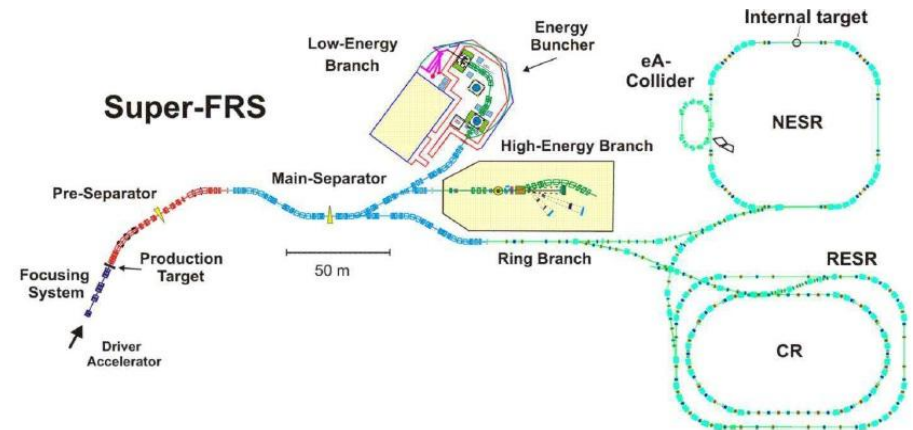 Internal target
Low-Energy
Branch
Energy
Buncher
eA-
Collider
Super-FRS
NESR
High-Energy Branch
Main-Separator
Pre-Separator
Production
Target
Focusing
System
50 m
Ring Branch
RESR
Driver
Accelerator
CR